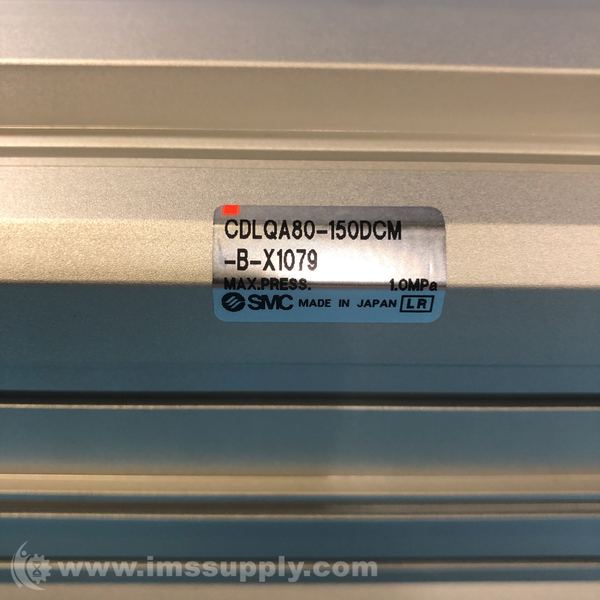 CDLQA80-150DCM
-B-X1079
MAX.PRESS. 1.0MPa
SMC MADE IN JAPAN LR
www.imssupply.com